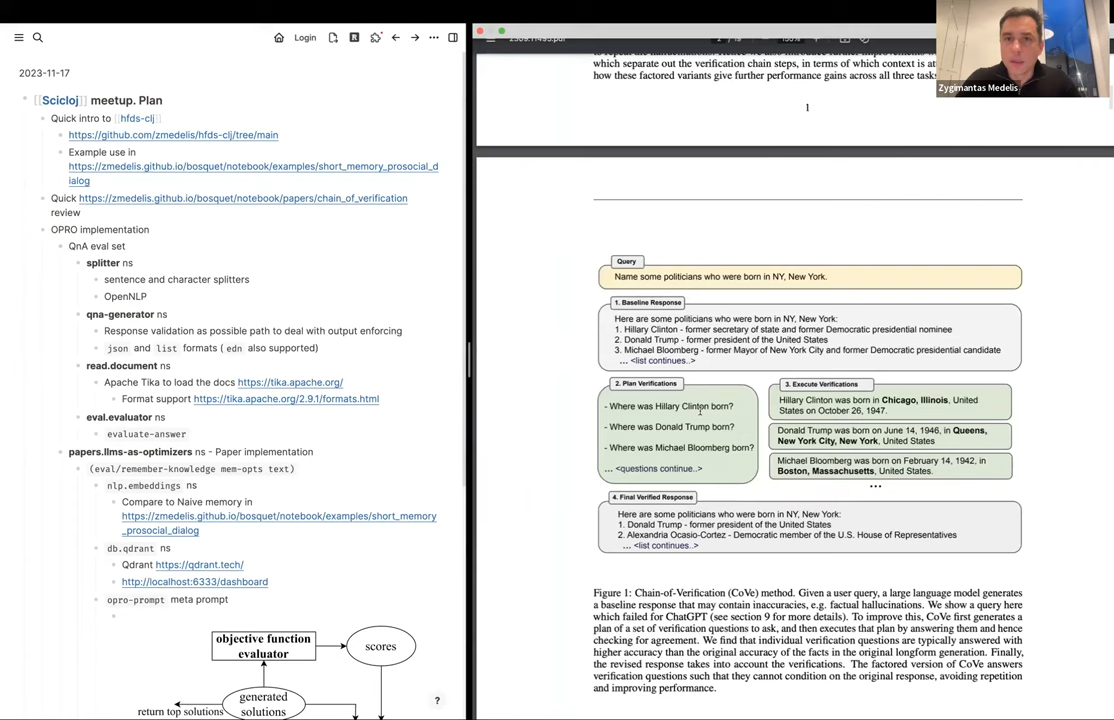 Login
2023-11-17
[[Scicloj]] meetup. Plan
Quick intro to [[hfds-clj]]
https://github.com/zmedelis/hfds-clj/tree/main
Example use in
https://zmedelis.github.io/bosquet/notebook/examples/short_memory_prosocial_d
ialog
Quick https://zmedelis.github.io/bosquet/notebook/papers/chain_of_verification
review
OPRO implementation
QnA eval set
splitter ns
sentence and character splitters
OpenNLP
qna-generator ns
Response validation as possible path to deal with output enforcing
json and list formats ( edn also supported)
read.document ns
Apache Tika to load the docs https://tika.apache.org/
Format support https://tika.apache.org/2.9.1/formats.html
eval.evaluator ns
evaluate-answer
papers.llms-as-optimizers ns - Paper implementation
(eval/remember-knowledge mem-opts text)
nlp.embeddings ns
Compare to Naive memory in
https://zmedelis.github.io/bosquet/notebook/examples/short_memory
_prosocial_dialog
db.qdrant ns
Qdrant https://qdrant.tech/
http://localhost:6333/dashboard
opro-prompt meta prompt
objective function
evaluator
scores
generated
solutions
return top solutions
?
which separate out the verification chain steps, in terms of which context is at
how these factored variants give further performance gains across all three tasks
1
Zygimantas Medelis
Query
Name some politicians who were born in NY, New York.
1. Baseline Response
Here are some politicians who were born in NY, New York:
1. Hillary Clinton - former secretary of state and former Democratic presidential nominee
2. Donald Trump - former president of the United States
3. Michael Bloomberg - former Mayor of New York City and former Democratic presidential candidate
... <list continues..>
2. Plan Verifications
- Where was Hillary Clinton born?
- Where was Donald Trump born?
- Where was Michael Bloomberg born?
... <questions continue..>
3. Execute Verifications
Hillary Clinton was born in Chicago, Illinois, United
States on October 26, 1947.
Donald Trump was born on June 14, 1946, in Queens,
New York City, New York, United States
Michael Bloomberg was born on February 14, 1942, in
Boston, Massachusetts, United States.
...
4. Final Verified Response
Here are some politicians who were born in NY, New York:
1. Donald Trump - former president of the United States
2. Alexandria Ocasio-Cortez - Democratic member of the U.S. House of Representatives
... <list continues..>
Figure 1: Chain-of-Verification (CoVe) method. Given a user query, a large language model generates
a baseline response that may contain inaccuracies, e.g. factual hallucinations. We show a query here
which failed for ChatGPT (see section 9 for more details). To improve this, CoVe first generates a
plan of a set of verification questions to ask, and then executes that plan by answering them and hence
checking for agreement. We find that individual verification questions are typically answered with
higher accuracy than the original accuracy of the facts in the original longform generation. Finally,
the revised response takes into account the verifications. The factored version of CoVe answers
verification questions such that they cannot condition on the original response, avoiding repetition
and improving performance.